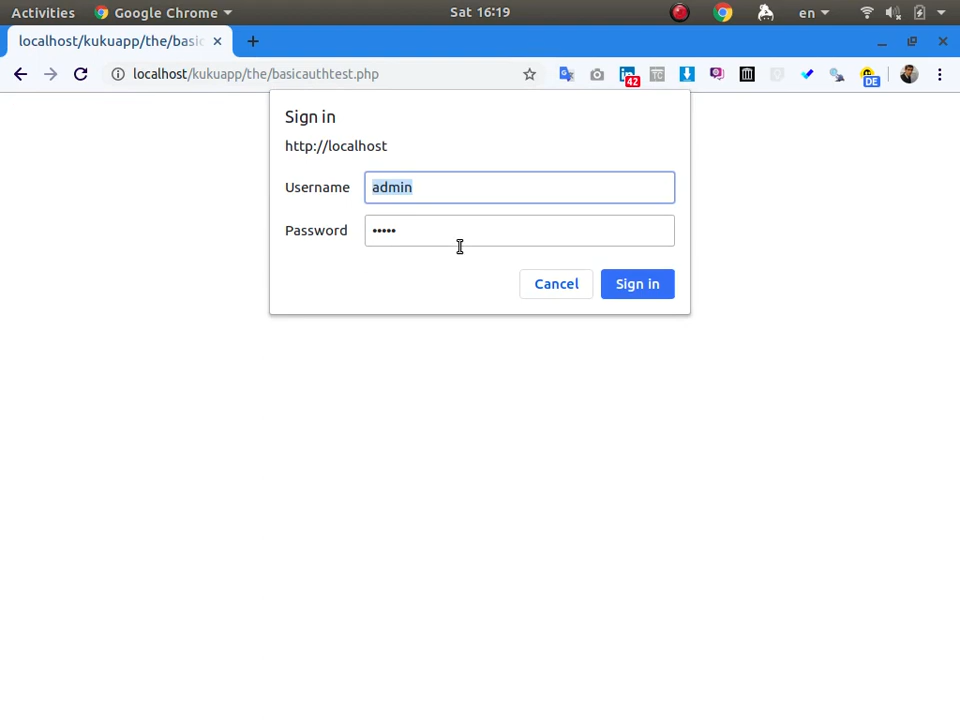 Activities Google Chrome Sat 16:19 en
localhost/kukuapp/the/basic
localhost/kukuapp/the/basicauthtest.php 42 TC DE
Sign in
http://localhost
Username admin
Password •••••
Cancel Sign in